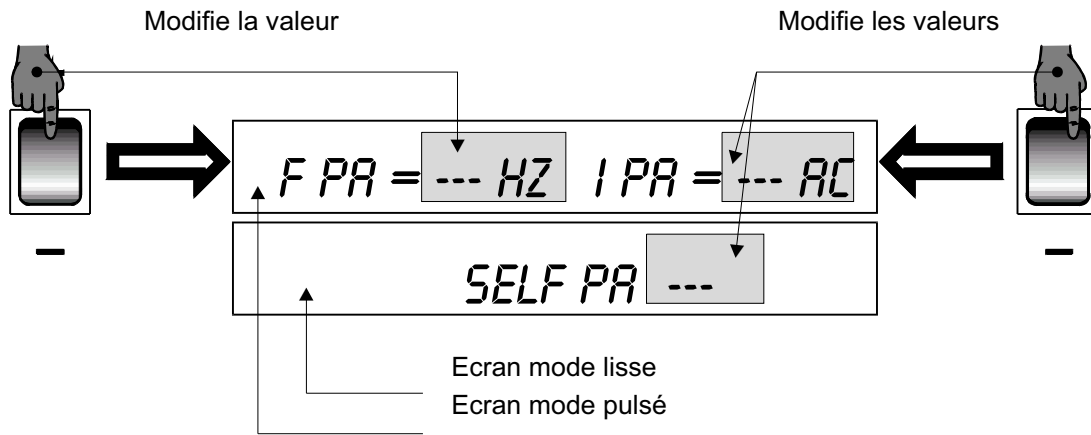 Modifie la valeur
Modifie les valeurs
F PA = --- HZ I PA = --- AC
SELF PA ---
Ecran mode lisse
Ecran mode pulsé